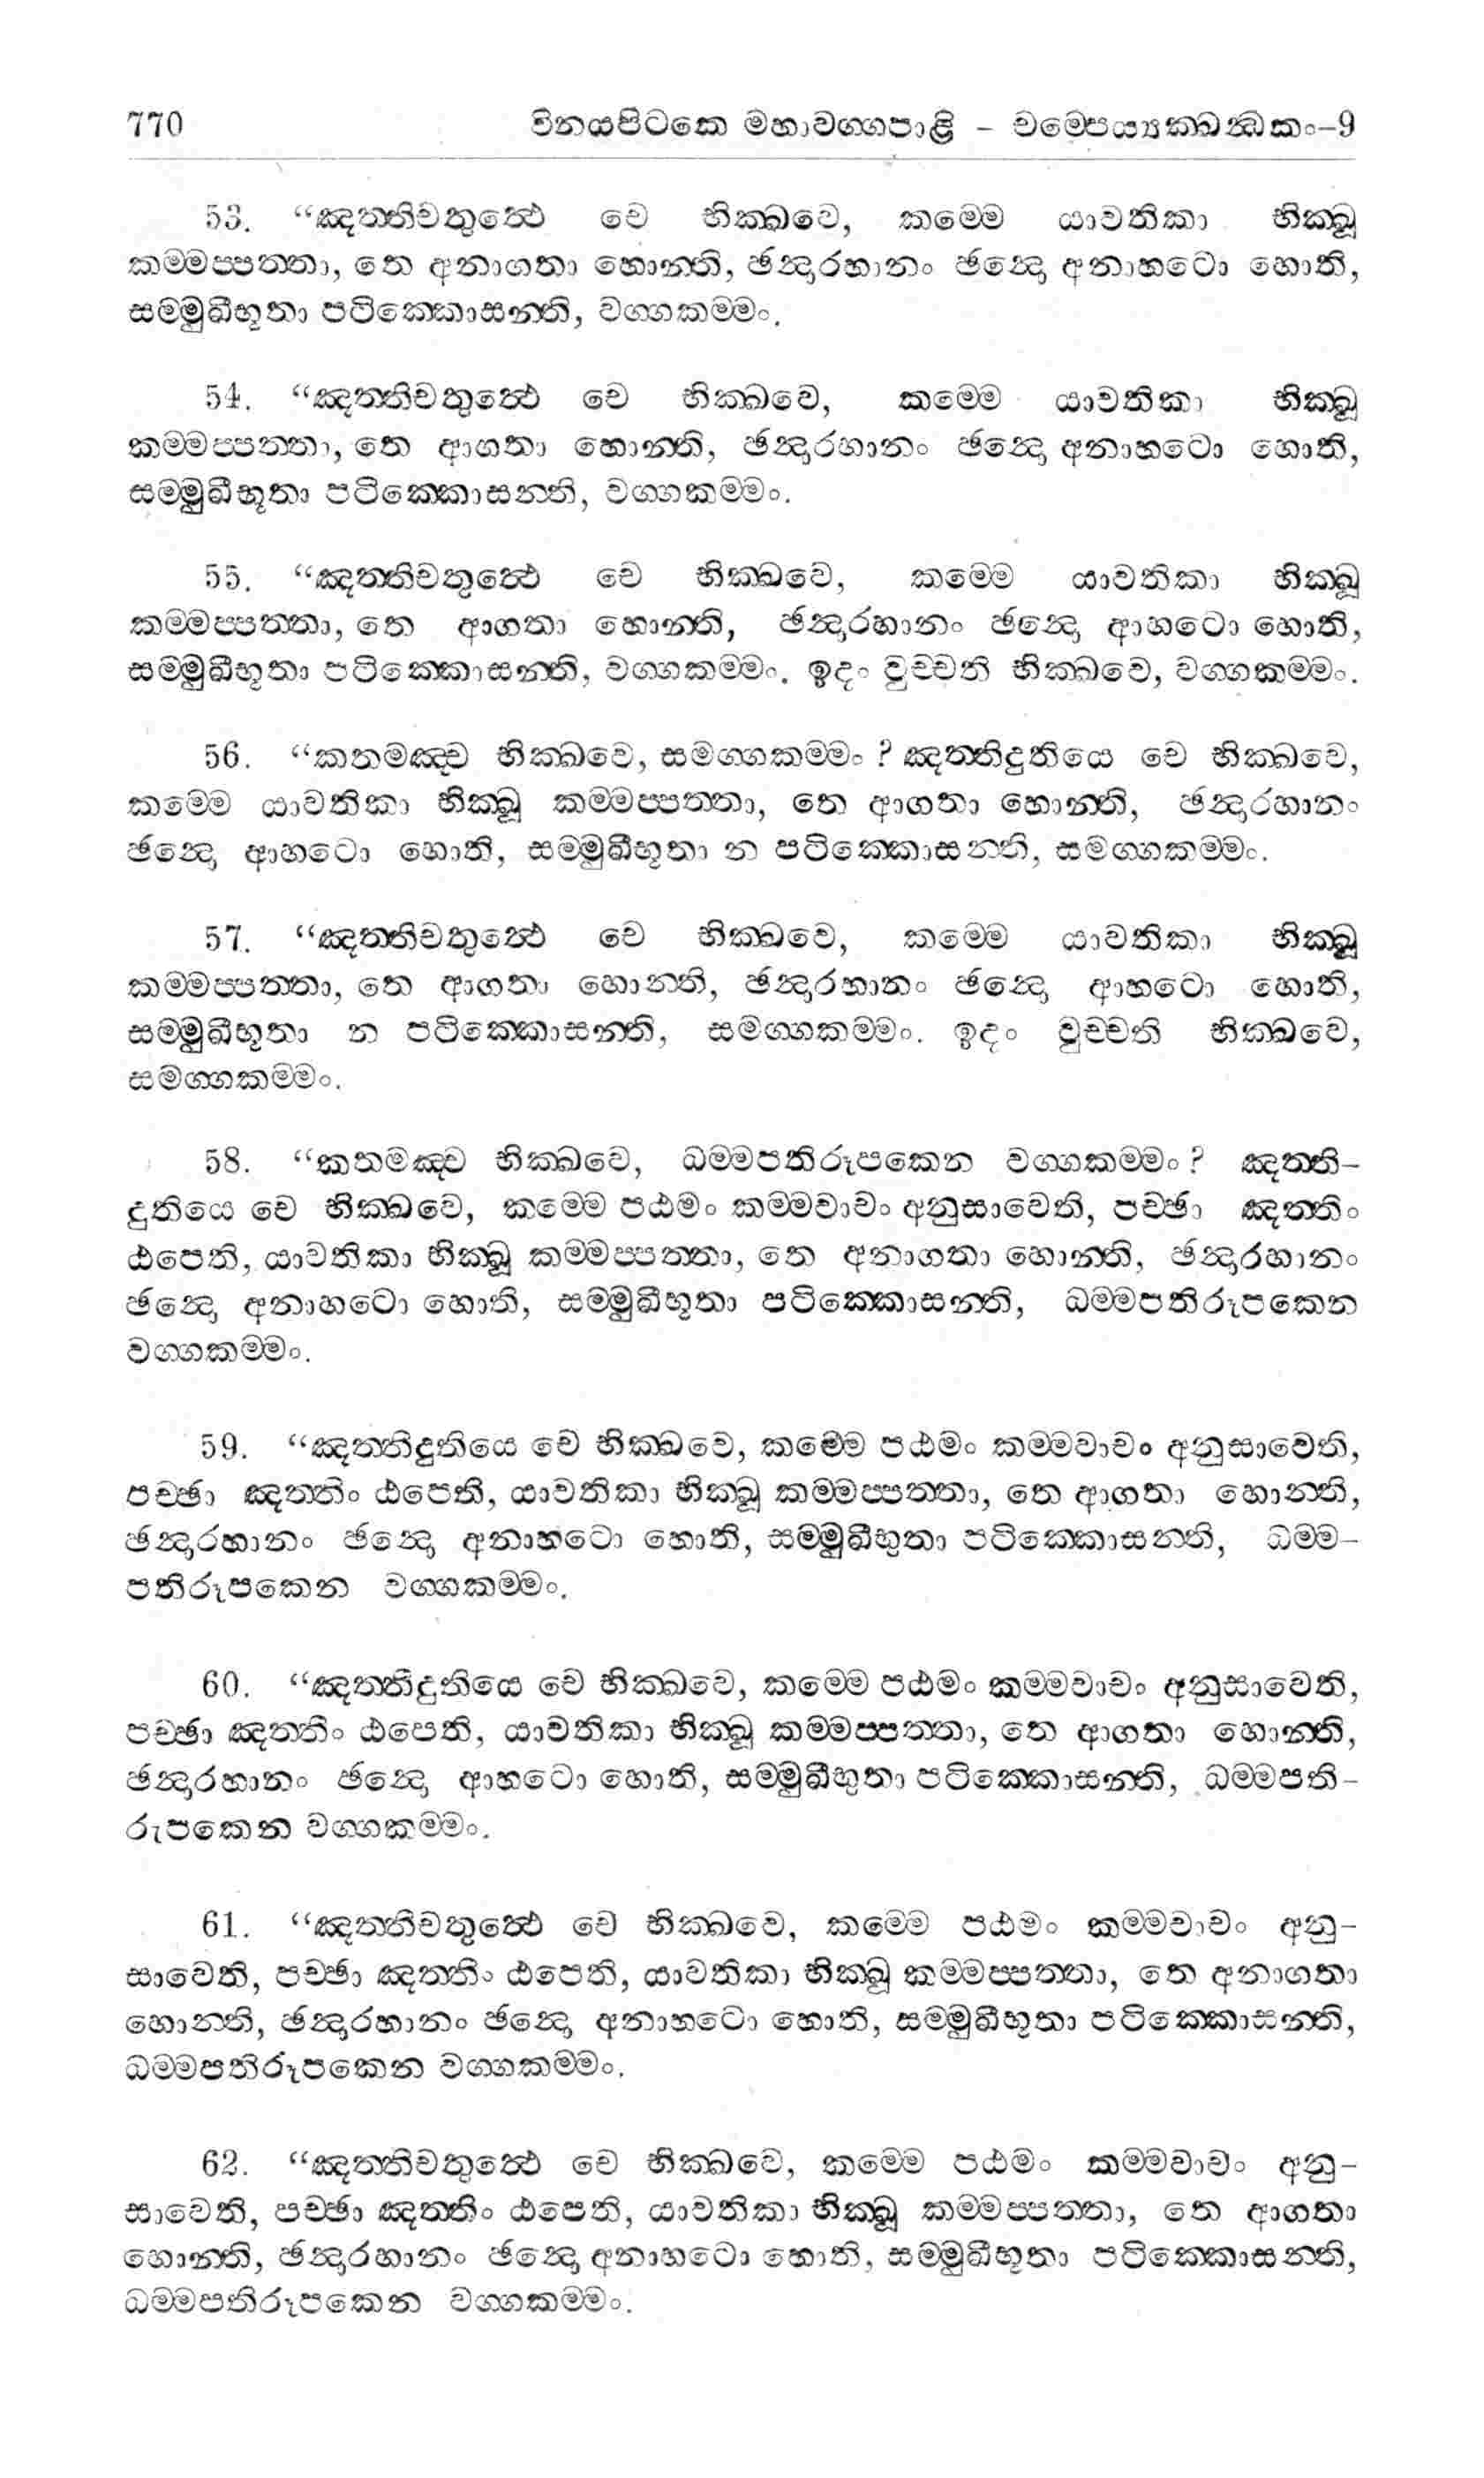 770 විනයපිටකෙ මහාවග්ගපාළි - චම්පෙය්‍යක්ඛන්ධකං-9
53. “ඤත්තිචතුත්ථෙ චෙ භික්ඛවෙ, කම්මෙ යාවතිකා භික්ඛූ
කම්මප්පත්තා, තෙ අනාගතා හොන්ති, ඡන්දාරහානං ඡන්දො අනාහටො හොති,
සම්මුඛීභූතා පටික්කොසන්ති, වග්ගකම්මං.
54. “ඤත්තිචතුත්ථෙ චෙ භික්ඛවෙ, කම්මෙ යාවතිකා භික්ඛූ
කම්මප්පත්තා, තෙ ආගතා හොන්ති, ඡන්දාරහානං ඡන්දො අනාහටො හොති,
සම්මුඛීභූතා පටික්කොසන්ති, වග්ගකම්මං.
55. “ඤත්තිචතුත්ථෙ චෙ භික්ඛවෙ, කම්මෙ යාවතිකා භික්ඛූ
කම්මප්පත්තා, තෙ ආගතා හොන්ති, ඡන්දාරහානං ඡන්දො ආහටො හොති,
සම්මුඛීභූතා පටික්කොසන්ති, වග්ගකම්මං. ඉදං වුච්චති භික්ඛවෙ, වග්ගකම්මං.
56. “කතමඤ්ච භික්ඛවෙ, සමග්ගකම්මං ? ඤත්තිදුතියෙ චෙ භික්ඛවෙ,
කම්මෙ යාවතිකා භික්ඛූ කම්මප්පත්තා, තෙ ආගතා හොන්ති, ඡන්දාරහානං
ඡන්දො ආහටො හොති, සම්මුඛීභූතා න පටික්කොසන්ති, සමග්ගකම්මං.
57. “ඤත්තිචතුත්ථෙ චෙ භික්ඛවෙ, කම්මෙ යාවතිකා භික්ඛූ
කම්මප්පත්තා, තෙ ආගතා හොන්ති, ඡන්දාරහානං ඡන්දො ආහටො හොති,
සම්මුඛීභූතා න පටික්කොසන්ති, සමග්ගකම්මං. ඉදං වුච්චති භික්ඛවෙ,
සමග්ගකම්මං.
58. “කතමඤ්ච භික්ඛවෙ, ධම්මපතිරූපකෙන වග්ගකම්මං ? ඤත්ති-
දුතියෙ චෙ භික්ඛවෙ, කම්මෙ පඨමං කම්මවාචං අනුසාවෙති, පච්ඡා ඤත්තිං
ඨපෙති, යාවතිකා භික්ඛූ කම්මප්පත්තා, තෙ අනාගතා හොන්ති, ඡන්දාරහානං
ඡන්දො අනාහටො හොති, සම්මුඛීභූතා පටික්කොසන්ති, ධම්මපතිරූපකෙන
වග්ගකම්මං.
59. “ඤත්තිදුතියෙ චෙ භික්ඛවෙ, කම්මෙ පඨමං කම්මවාචං අනුසාවෙති,
පච්ඡා ඤත්තිං ඨපෙති, යාවතිකා භික්ඛූ කම්මප්පත්තා, තෙ ආගතා හොන්ති,
ඡන්දාරහානං ඡන්දො අනාහටො හොති, සම්මුඛීභුතා පටික්කොසන්ති, ධම්ම-
පතිරූපකෙන වග්ගකම්මං.
60. “ඤත්තිදුතියෙ චෙ භික්ඛවෙ, කම්මෙ පඨමං කම්මවාචං අනුසාවෙති,
පච්ඡා ඤත්තිං ඨපෙති, යාවතිකා භික්ඛූ කම්මප්පත්තා, තෙ ආගතා හොන්ති,
ඡන්දාරහානං ඡන්දො ආහටො හොති, සම්මුඛීභුතා පටික්කොසන්ති, ධම්මපති-
රුපකෙන වග්ගකම්මං.
61. “ඤත්තිචතුත්ථෙ චෙ භික්ඛවෙ, කම්මෙ පඨමං කම්මවාචං අනු-
සාවෙති, පච්ඡා ඤත්තිං ඨපෙති, යාවතිකා භික්ඛූ කම්මප්පත්තා, තෙ අනාගතා
හොන්ති, ඡන්දාරහානං ඡන්දො අනාහටො හොති, සම්මුඛීභූතා පටික්කොසන්ති,
ධම්මපතිරූපකෙන වග්ගකම්මං.
62. “ඤත්තිචතුත්ථෙ චෙ භික්ඛවෙ, කම්මෙ පඨමං කම්මවාචං අනු-
සාවෙති, පච්ඡා ඤත්තිං ඨපෙති, යාවතිකා භික්ඛූ කම්මප්පත්තා, තෙ ආගතා
හොන්ති, ඡන්දාරහානං ඡන්දො අනාහටො හොති, සම්මුඛීභූතා පටික්කොසන්ති,
ධම්මපතිරූපකෙන වග්ගකම්මං.